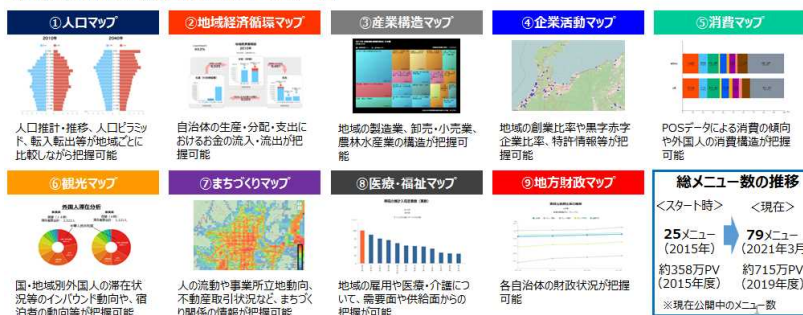 ①人口マップ
②地域経済循環マップ
③産業構造マップ
④企業活動マップ
⑤消費マップ
2010年
2040年
人口推計・推移、人口ピラミッ
ド、転入転出等が地域ごとに
比較しながら把握可能
自治体の生産・分配・支出に
おけるお金の流入・流出が把
握可能
地域の製造業、卸売・小売業、
農林水産業の構造が把握可
能
地域の創業比率や黒字赤字
企業比率、特許情報等が把
握可能
POSデータによる消費の傾向
や外国人の消費構造が把握
可能
⑥観光マップ
⑦まちづくりマップ
⑧医療・福祉マップ
⑨地方財政マップ
外国人滞在分析
国・地域別外国人の滞在状
況等のインバウンド動向や、宿
泊者の動向等が把握可能
人の流動や事業所立地動向、
不動産取引状況など、まちづく
り関係の情報が把握可能
地域の雇用や医療・介護につ
いて、需要面や供給面からの
把握が可能
各自治体の財政状況が把握
可能
総メニュー数の推移
<スタート時> <現在>
25メニュー 79メニュー
(2015年) (2021年3月
約358万PV 約715万PV
(2015年度) (2019年度)
※現在公開中のメニュー数